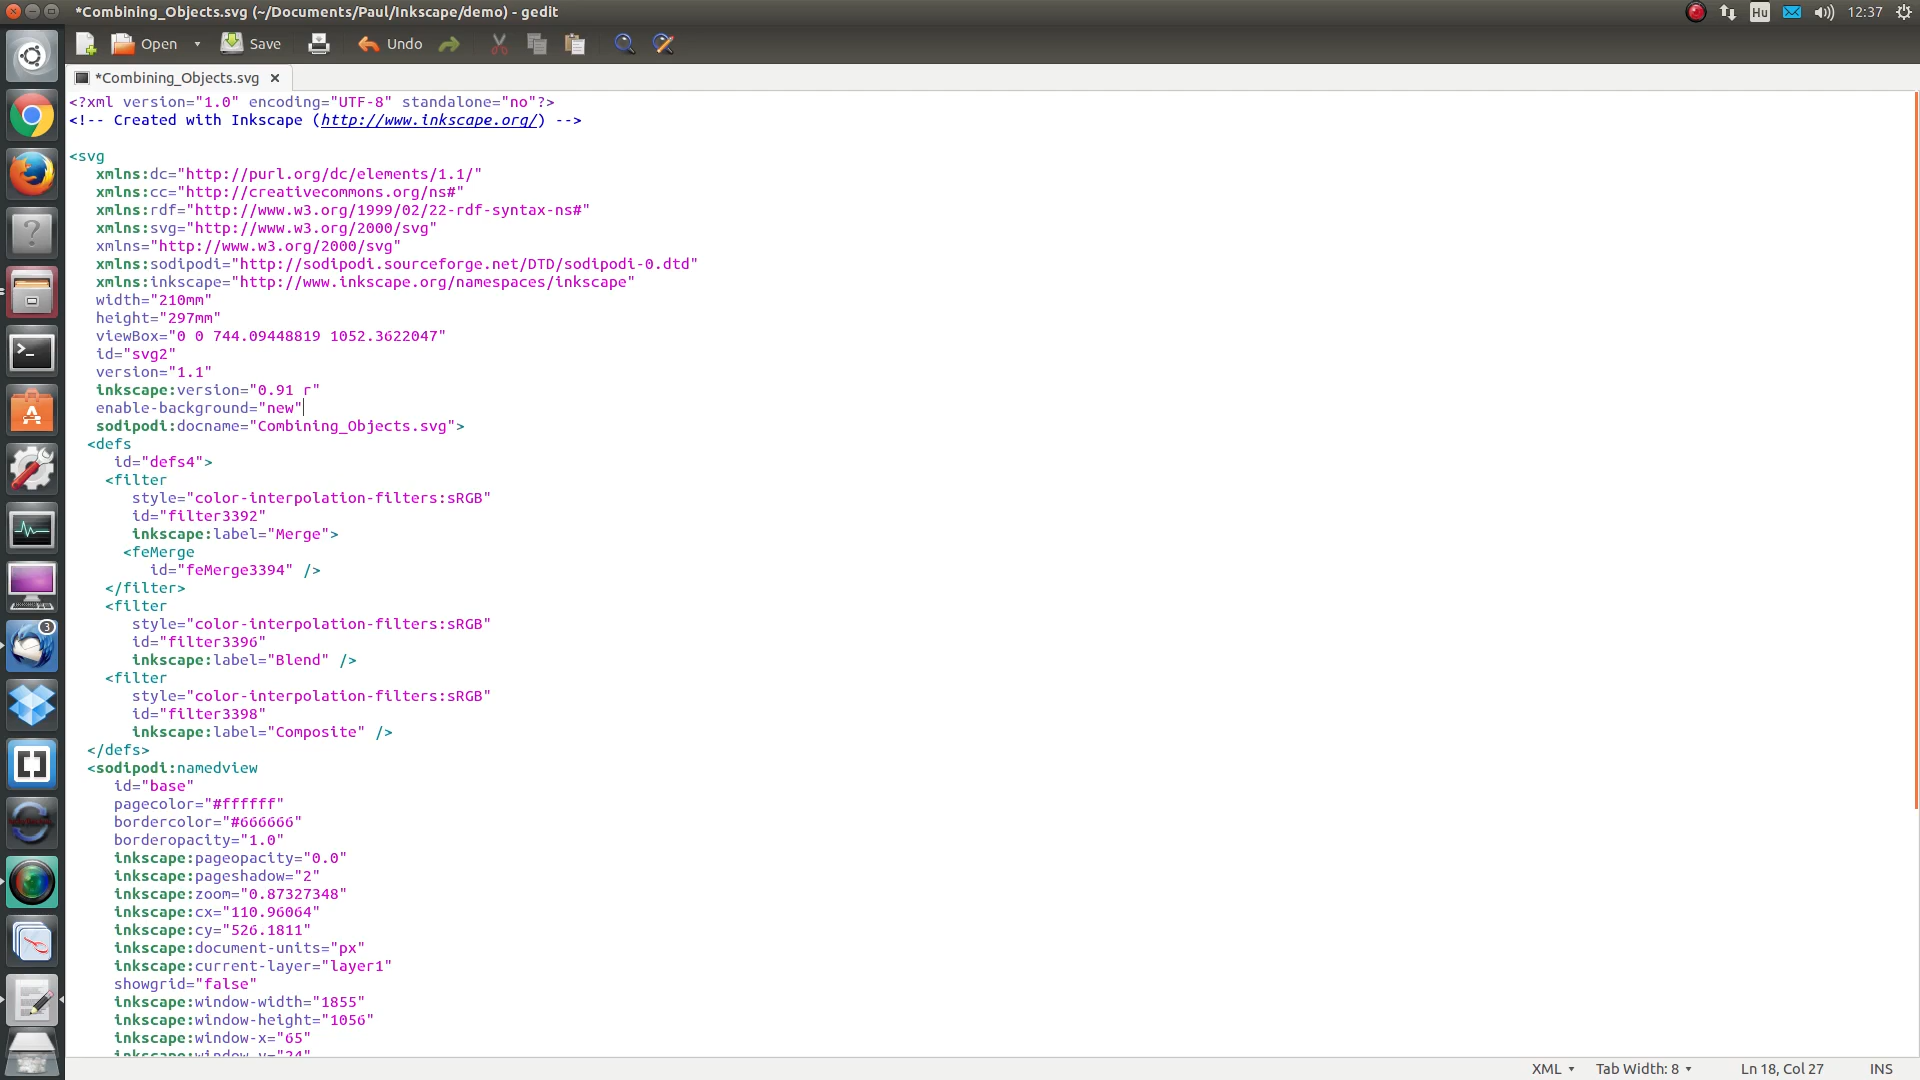 *Combining_Objects.svg (~/Documents/Paul/Inkscape/demo) - gedit
Hu
12:37
Open
Save
Undo
*Combining_Objects.svg
<?xml version="1.0" encoding="UTF-8" standalone="no"?>
<!-- Created with Inkscape (http://www.inkscape.org/) -->
<svg
xmlns:dc="http://purl.org/dc/elements/1.1/"
xmlns:cc="http://creativecommons.org/ns#"
xmlns:rdf="http://www.w3.org/1999/02/22-rdf-syntax-ns#"
xmlns:svg="http://www.w3.org/2000/svg"
xmlns="http://www.w3.org/2000/svg"
xmlns:sodipodi="http://sodipodi.sourceforge.net/DTD/sodipodi-0.dtd"
xmlns:inkscape="http://www.inkscape.org/namespaces/inkscape"
width="210mm"
height="297mm"
viewBox="0 0 744.09448819 1052.3622047"
id="svg2"
version="1.1"
inkscape:version="0.91 r"
enable-background="new"
sodipodi:docname="Combining_Objects.svg">
<defs
id="defs4">
<filter
style="color-interpolation-filters:sRGB"
id="filter3392"
inkscape:label="Merge">
<feMerge
id="feMerge3394" />
</filter>
<filter
style="color-interpolation-filters:sRGB"
id="filter3396"
inkscape:label="Blend" />
<filter
style="color-interpolation-filters:sRGB"
id="filter3398"
inkscape:label="Composite" />
</defs>
<sodipodi:namedview
id="base"
pagecolor="#ffffff"
bordercolor="#666666"
borderopacity="1.0"
inkscape:pageopacity="0.0"
inkscape:pageshadow="2"
inkscape:zoom="0.87327348"
inkscape:cx="110.96064"
inkscape:cy="526.1811"
inkscape:document-units="px"
inkscape:current-layer="layer1"
showgrid="false"
inkscape:window-width="1855"
inkscape:window-height="1056"
inkscape:window-x="65"
inkscape:window-y="24"
3
XML
Tab Width: 8
Ln 18, Col 27
INS